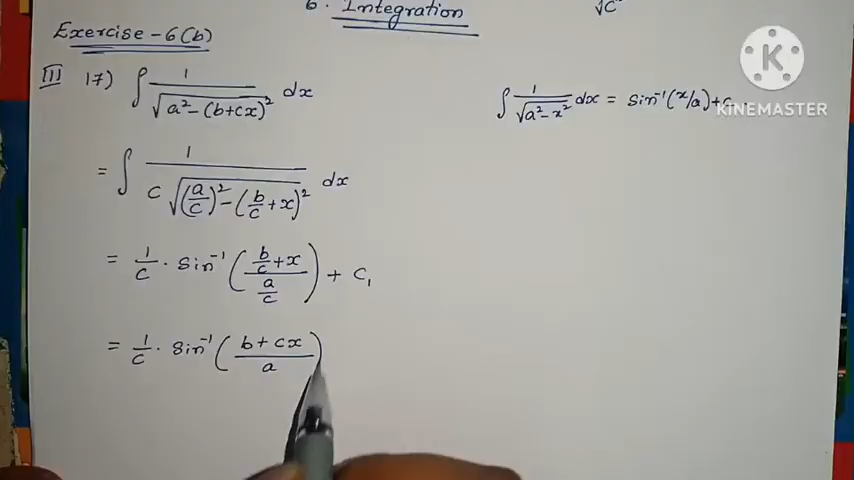 6. Integration
√c
Exercise - 6(b)
III 17) ∫ 1/√(a² - (b+cx)²) dx
∫ 1/√(a² - x²) dx = sin⁻¹(x/a) + c
KINEMASTER
= ∫ 1/(c √((a/c)² - (b/c + x)²)) dx
= 1/c · sin⁻¹((b/c + x)/(a/c)) + c₁
= 1/c · sin⁻¹((b + cx)/a)